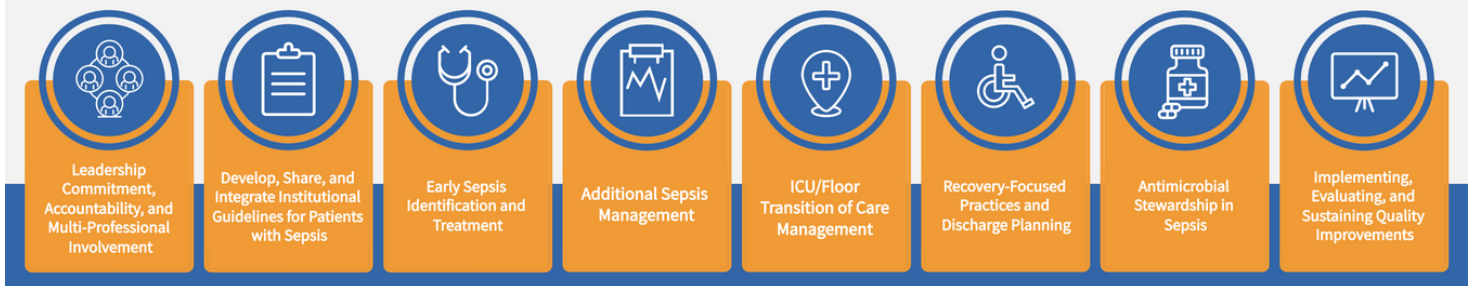 Leadership
Commitment,
Accountability, and
Multi-Professional
Involvement
Develop, Share, and
Integrate Institutional
Guidelines for Patients
with Sepsis
Early Sepsis
Identification and
Treatment
Additional Sepsis
Management
ICU/Floor
Transition of Care
Management
Recovery-Focused
Practices and
Discharge Planning
Antimicrobial
Stewardship in
Sepsis
Implementing,
Evaluating, and
Sustaining Quality
Improvements